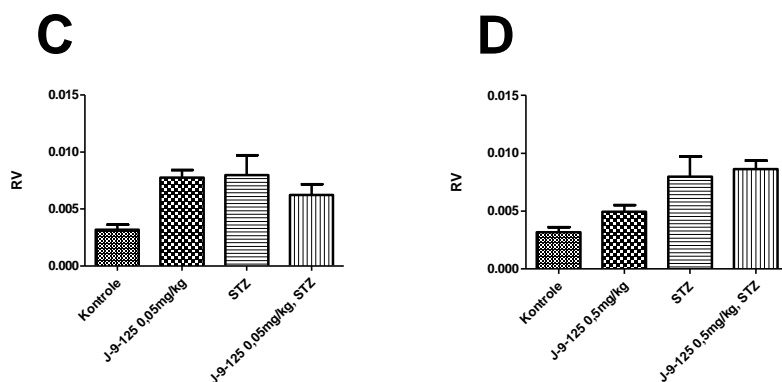 C
0.015
0.010
0.005
0.000
RV
Kontrole
J-9-125 0,05mg/kg
STZ
J-9-125 0,05mg/kg, STZ
D
0.015
0.010
0.005
0.000
RV
Kontrole
J-9-125 0,5mg/kg
STZ
J-9-125 0,5mg/kg, STZ